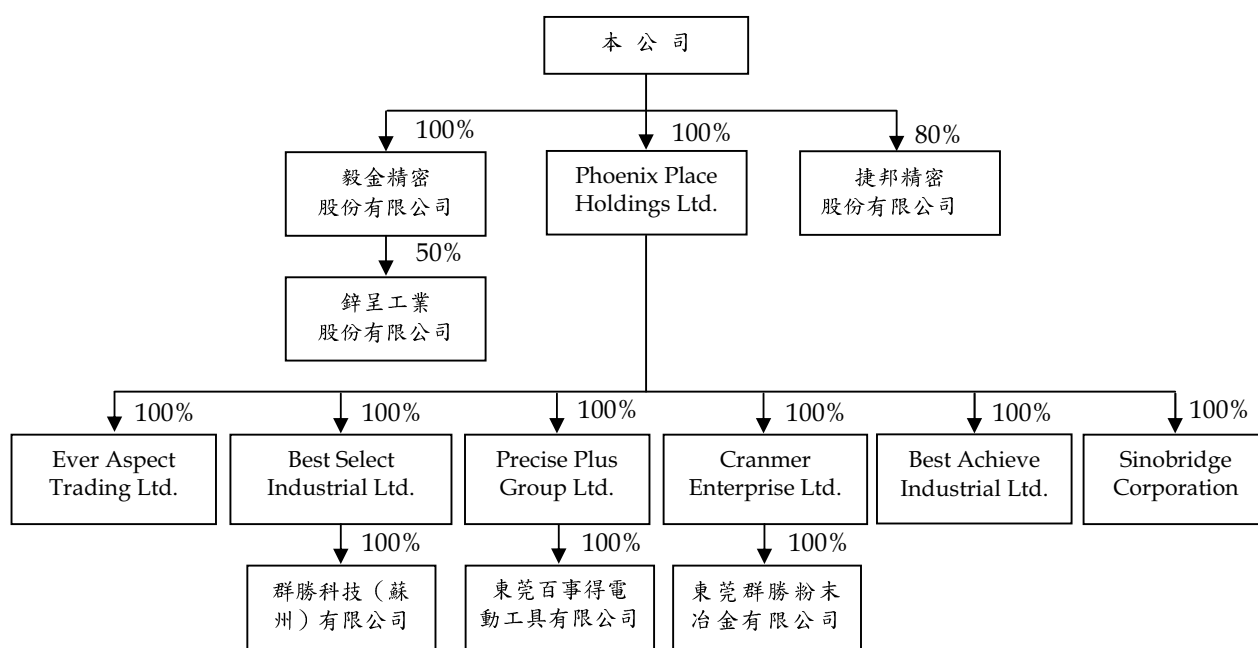 本 公 司
100%
100%
80%
毅金精密
股份有限公司
Phoenix Place
Holdings Ltd.
捷邦精密
股份有限公司
50%
鋅呈工業
股份有限公司
100%
100%
100%
100%
100%
100%
Ever Aspect
Trading Ltd.
Best Select
Industrial Ltd.
Precise Plus
Group Ltd.
Cranmer
Enterprise Ltd.
Best Achieve
Industrial Ltd.
Sinobridge
Corporation
100%
100%
100%
群勝科技（蘇
州）有限公司
東莞百事得電
動工具有限公司
東莞群勝粉末
冶金有限公司